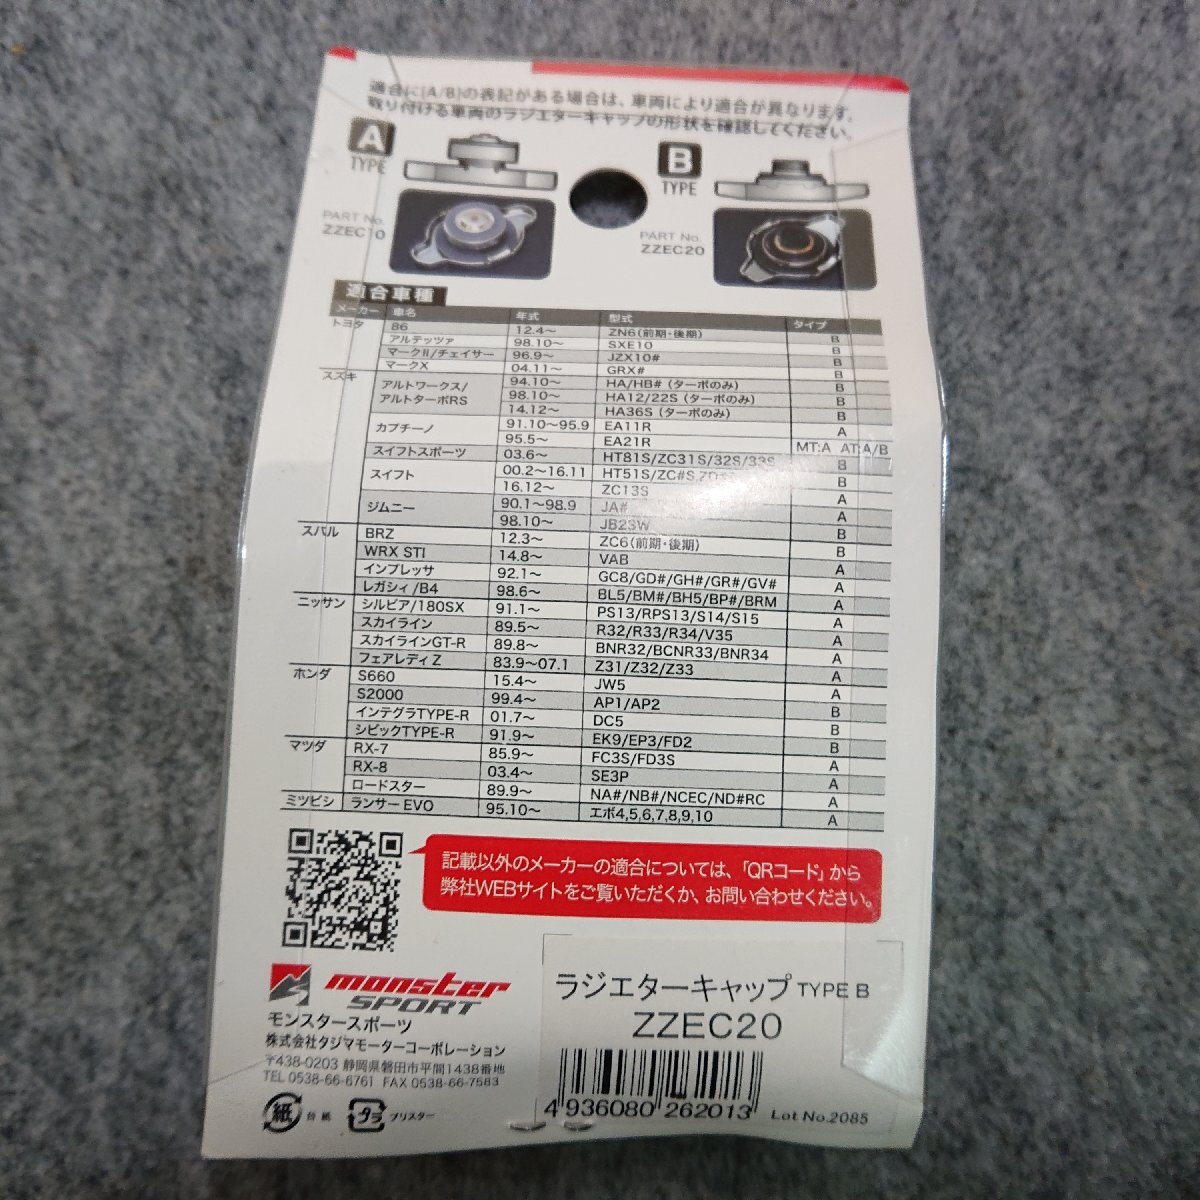 適合に[A/B]の表記がある場合は、車両により適合が異なります。
取り付ける車両のラジエターキャップの形状を確認してください。
A TYPE
PART No. ZZEC10
B TYPE
PART No. ZZEC20
適合車種
メーカー 車名 年式 型式 タイプ
トヨタ 86 12.4～ ZN6(前期・後期) B
アルテッツァ 98.10～ SXE10 B
マークII/チェイサー 96.9～ JZX10# B
マークX 04.11～ GRX# B
スズキ アルトワークス/アルトターボRS 94.10～ HA/HB# (ターボのみ) B
98.10～ HA12/22S (ターボのみ) B
14.12～ HA36S (ターボのみ) B
カプチーノ 91.10～95.9 EA11R A
95.5～ EA21R MT:A AT:A/B
スイフトスポーツ 03.6～ HT81S/ZC31S/32S/33S B
スイフト 00.2～16.11 HT51S/ZC#S B
16.12～ ZC13S A
ジムニー 90.1～98.9 JA# A
98.10～ JB23W B
スバル BRZ 12.3～ ZC6(前期・後期) B
WRX STI 14.8～ VAB A
インプレッサ 92.1～ GC8/GD#/GH#/GR#/GV# A
レガシィ/B4 98.6～ BL5/BM#/BH5/BP#/BRM A
ニッサン シルビア/180SX 91.1～ PS13/RPS13/S14/S15 A
スカイライン 89.5～ R32/R33/R34/V35 A
スカイラインGT-R 89.8～ BNR32/BCNR33/BNR34 A
フェアレディZ 83.9～07.1 Z31/Z32/Z33 A
ホンダ S660 15.4～ JW5 A
S2000 99.4～ AP1/AP2 B
インテグラTYPE-R 01.7～ DC5 B
シビックTYPE-R 91.9～ EK9/EP3/FD2 B
マツダ RX-7 85.9～ FC3S/FD3S A
RX-8 03.4～ SE3P A
ロードスター 89.9～ NA#/NB#/NCEC/ND#RC A
ミツビシ ランサーEVO 95.10～ エボ4,5,6,7,8,9,10 A
記載以外のメーカーの適合については、「QRコード」から
弊社WEBサイトをご覧いただくか、お問い合わせください。
monster
SPORT
モンスタースポーツ
株式会社タジマモーターコーポレーション
〒438-0203 静岡県磐田市平間1438番地
TEL 0538-66-6761 FAX 0538-66-7583
紙 台紙 プラ ブリスター
ラジエターキャップ TYPE B
ZZEC20
4 936080 262013
Lot No.2085